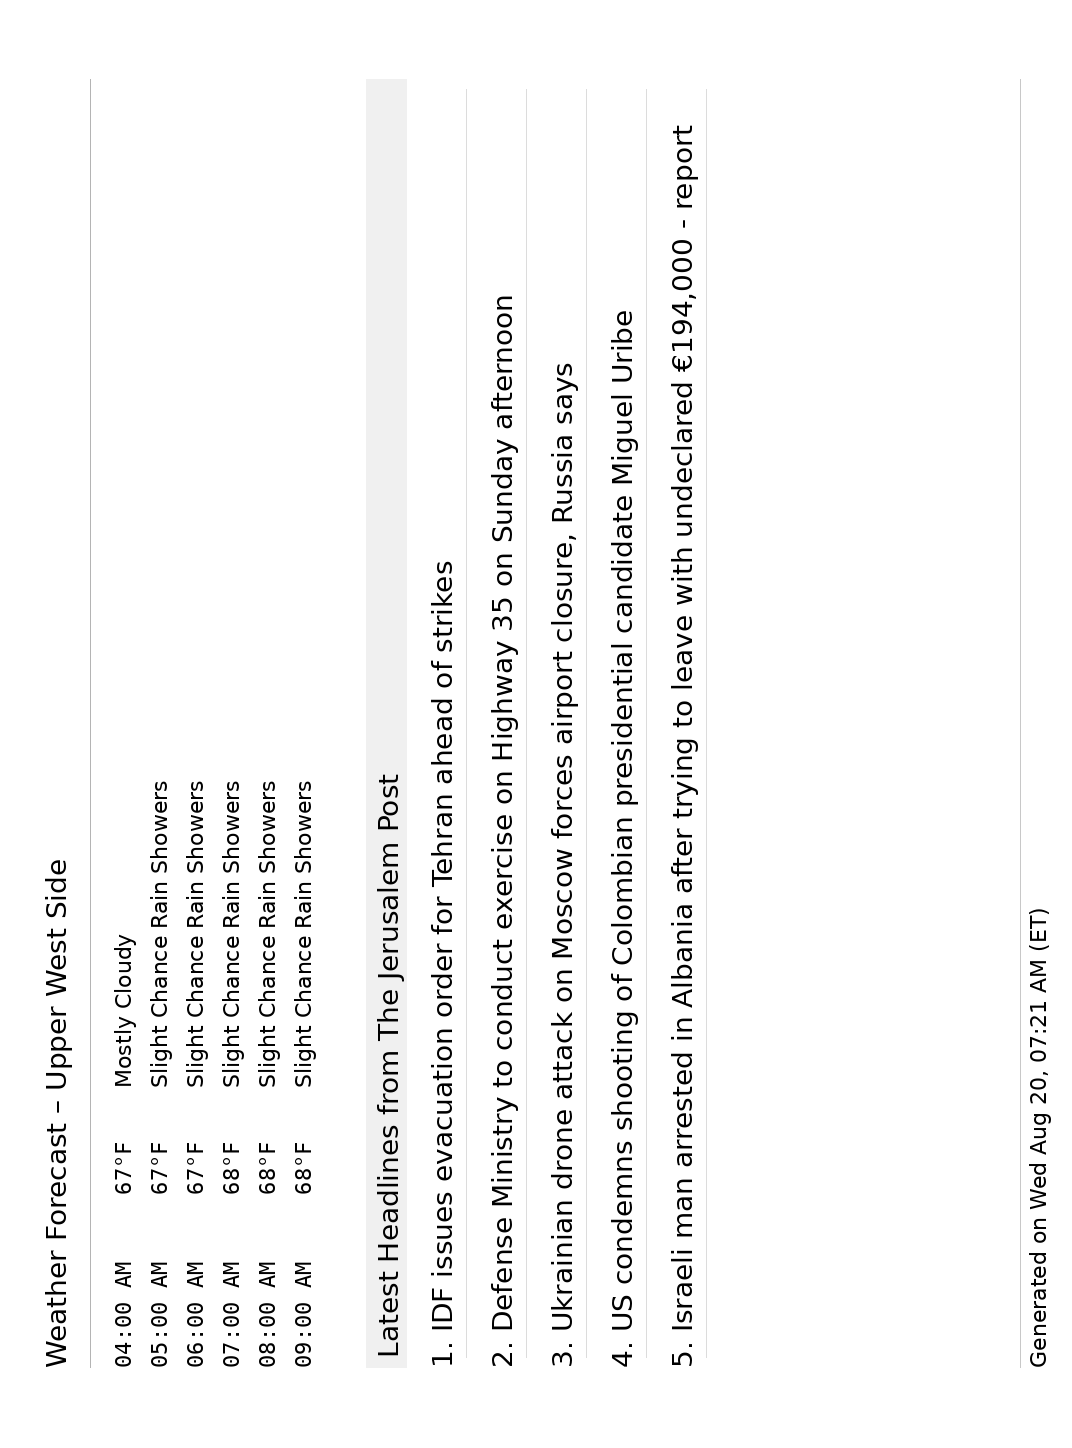 Weather Forecast – Upper West Side
04:00 AM 67°F Mostly Cloudy
05:00 AM 67°F Slight Chance Rain Showers
06:00 AM 67°F Slight Chance Rain Showers
07:00 AM 68°F Slight Chance Rain Showers
08:00 AM 68°F Slight Chance Rain Showers
09:00 AM 68°F Slight Chance Rain Showers
Latest Headlines from The Jerusalem Post
1. IDF issues evacuation order for Tehran ahead of strikes
2. Defense Ministry to conduct exercise on Highway 35 on Sunday afternoon
3. Ukrainian drone attack on Moscow forces airport closure, Russia says
4. US condemns shooting of Colombian presidential candidate Miguel Uribe
5. Israeli man arrested in Albania after trying to leave with undeclared €194,000 - report
Generated on Wed Aug 20, 07:21 AM (ET)